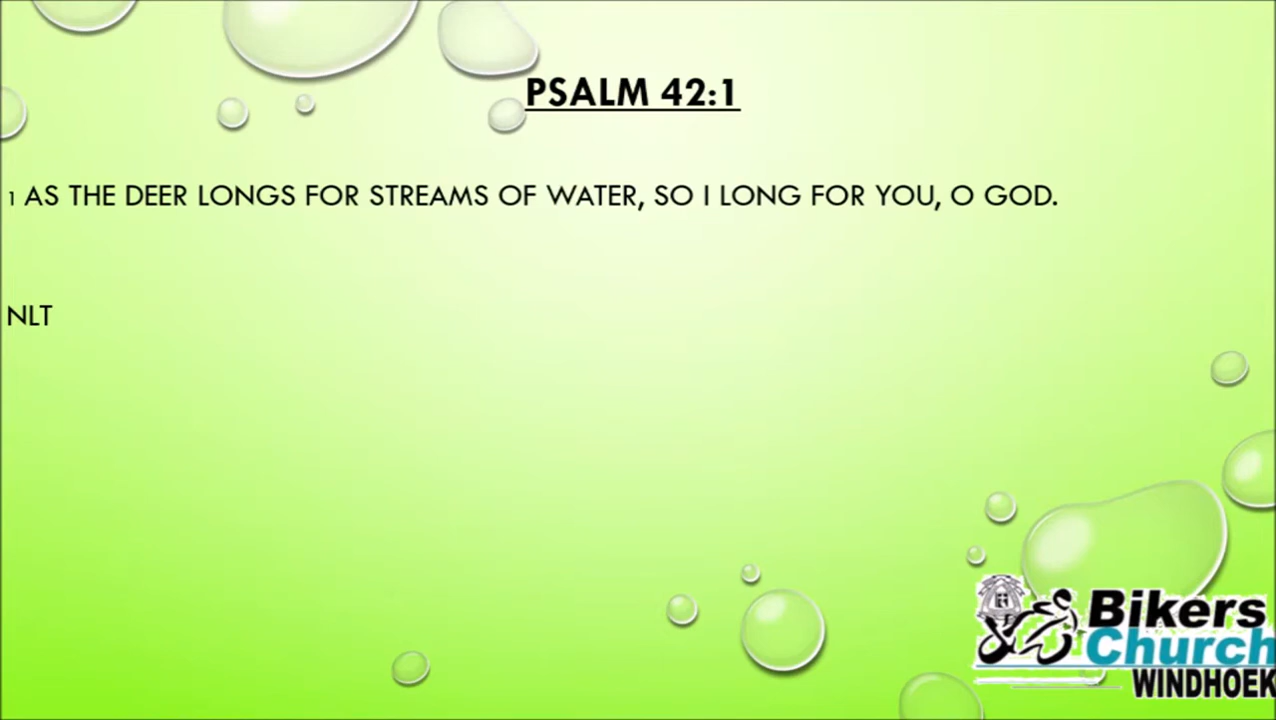 PSALM 42:1
1 AS THE DEER LONGS FOR STREAMS OF WATER, SO I LONG FOR YOU, O GOD.
NLT
Bikers
Church
WINDHOEK